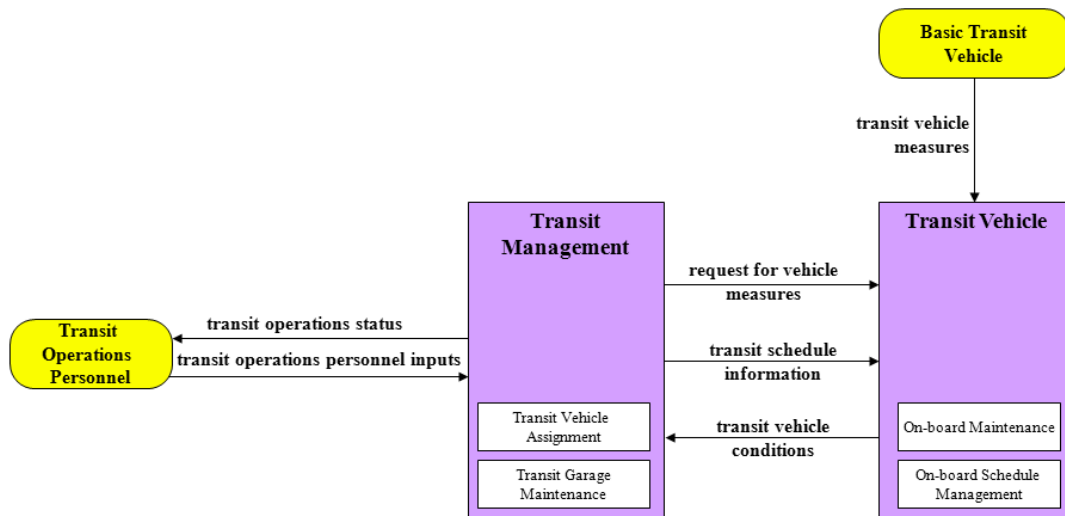 Basic Transit
Vehicle
transit vehicle
measures
Transit
Management
Transit Vehicle
request for vehicle
measures
transit operations status
Transit
Operations
Personnel
transit operations personnel inputs
transit schedule
information
Transit Vehicle
Assignment
transit vehicle
conditions
On-board Maintenance
Transit Garage
Maintenance
On-board Schedule
Management